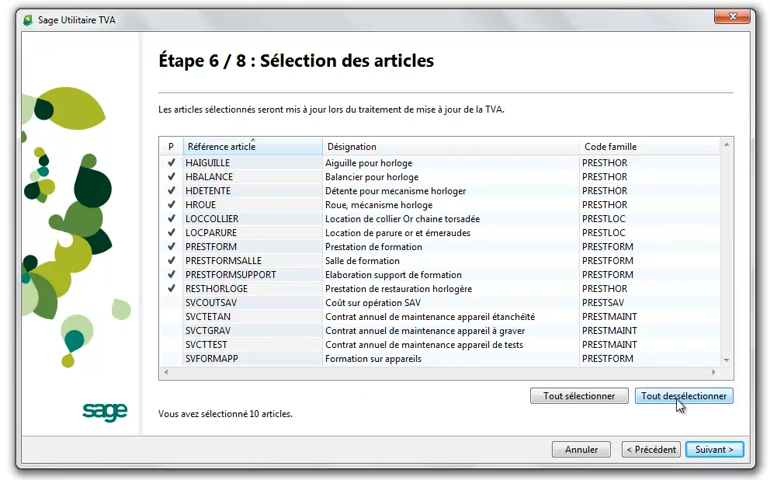 Sage Utilitaire TVA
Étape 6 / 8 : Sélection des articles
Les articles sélectionnés seront mis à jour lors du traitement de mise à jour de la TVA.
P Référence article Désignation Code famille
✔ HAIGUILLE Aiguille pour horloge PRESTHOR
✔ HBALANCE Balancier pour horloge PRESTHOR
✔ HDETENTE Détente pour mecanisme horloger PRESTHOR
✔ HROUE Roue, mécanisme horloge PRESTHOR
✔ LOCCOLLIER Location de collier Or chaine torsadée PRESTLOC
✔ LOCPARURE Location de parure or et émeraudes PRESTLOC
✔ PRESTFORM Prestation de formation PRESTFORM
✔ PRESTFORMSALLE Salle de formation PRESTFORM
✔ PRESTFORMSUPPORT Elaboration support de formation PRESTFORM
✔ RESTHORLOGE Prestation de restauration horlogère PRESTHOR
SVCOUTSAV Coût sur opération SAV PRESTSAV
SVCTETAN Contrat annuel de maintenance appareil étanchéité PRESTMAINT
SVCTGRAV Contrat annuel de maintenance appareil à graver PRESTMAINT
SVCTTEST Contrat annuel de maintenance appareil de tests PRESTMAINT
SVFORMAPP Formation sur appareils PRESTFORM
Tout sélectionner Tout dessélectionner
sage
Vous avez sélectionné 10 articles.
Annuler < Précédent Suivant >